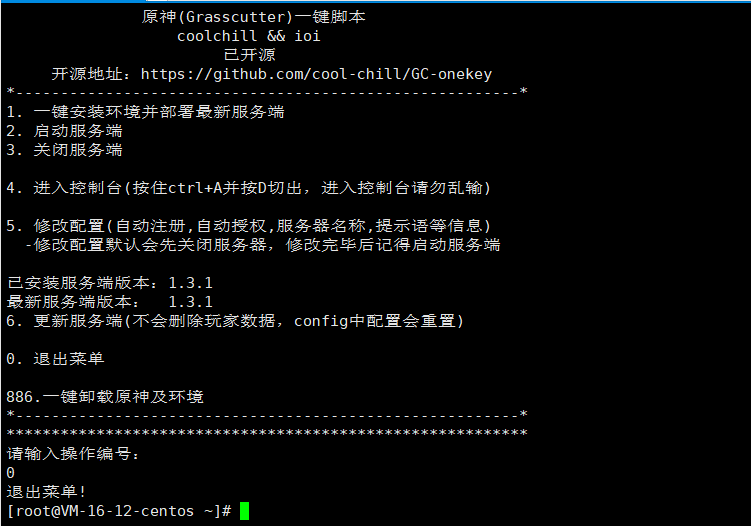 原神(Grasscutter)一键脚本
coolchill && ioi
已开源
开源地址：https://github.com/cool-chill/GC-onekey
*--------------------------------------------------------*
1. 一键安装环境并部署最新服务端
2. 启动服务端
3. 关闭服务端
4. 进入控制台(按住ctrl+A并按D切出，进入控制台请勿乱输)
5. 修改配置(自动注册,自动授权,服务器名称,提示语等信息)
-修改配置默认会先关闭服务器，修改完毕后记得启动服务端
已安装服务端版本：1.3.1
最新服务端版本： 1.3.1
6. 更新服务端(不会删除玩家数据，config中配置会重置)
0. 退出菜单
886.一键卸载原神及环境
*--------------------------------------------------------*
**********************************************************
请输入操作编号：
0
退出菜单!
[root@VM-16-12-centos ~]#